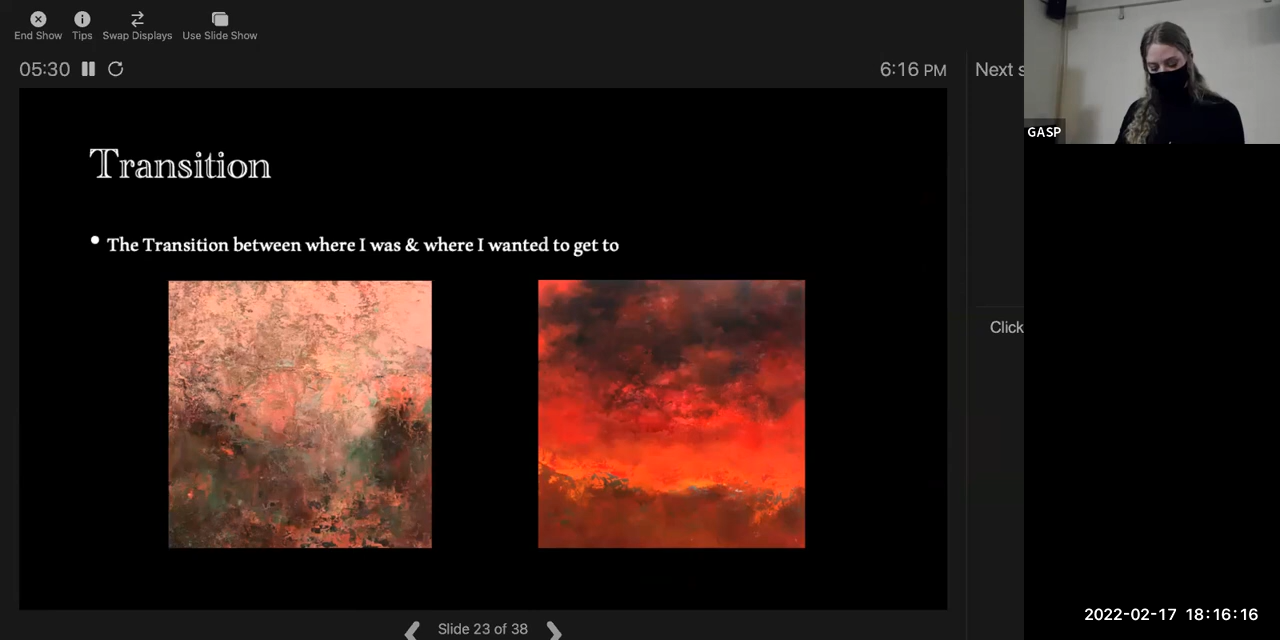 End Show Tips Swap Displays Use Slide Show
05:30 6:16 PM Next s
GASP
Transition
• The Transition between where I was & where I wanted to get to
Click
Slide 23 of 38
2022-02-17 18:16:16